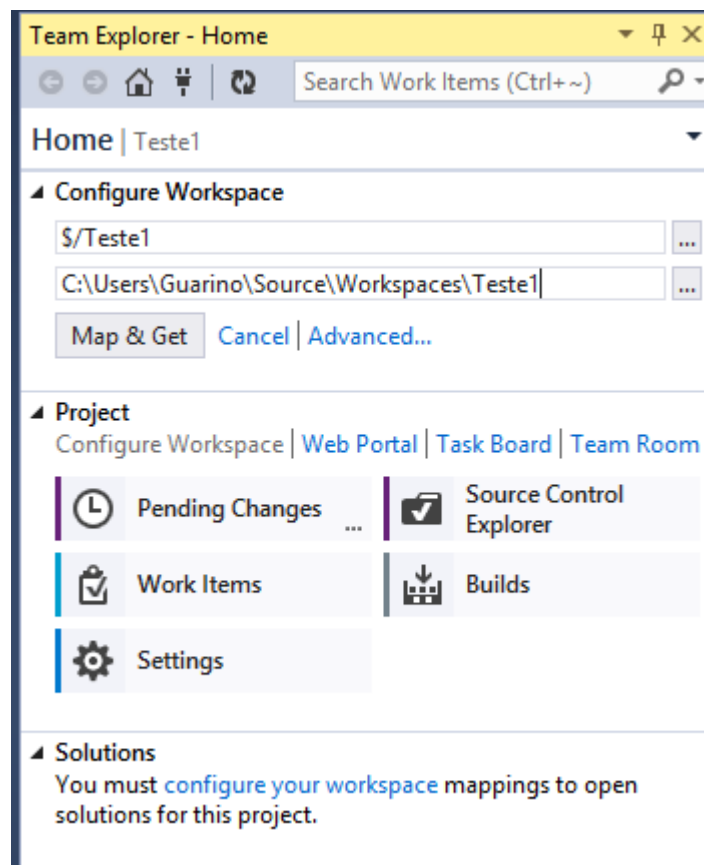 Team Explorer - Home
Search Work Items (Ctrl+~)
Home | Teste1
Configure Workspace
$/Teste1
...
C:\Users\Guarino\Source\Workspaces\Teste1
...
Map & Get Cancel | Advanced...
Project
Configure Workspace | Web Portal | Task Board | Team Room
Pending Changes ...
Source Control
Explorer
Work Items
Builds
Settings
Solutions
You must configure your workspace mappings to open
solutions for this project.